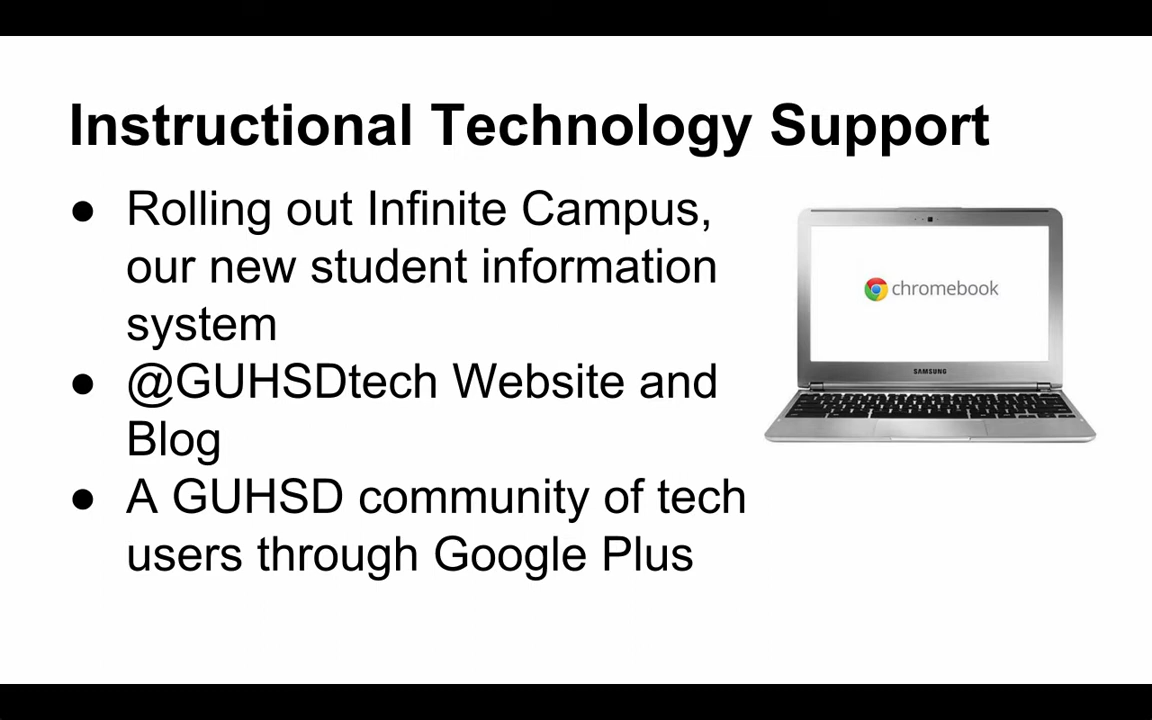 Instructional Technology Support
● Rolling out Infinite Campus,
our new student information
system
● @GUHSDtech Website and
Blog
● A GUHSD community of tech
users through Google Plus
chromebook
SAMSUNG